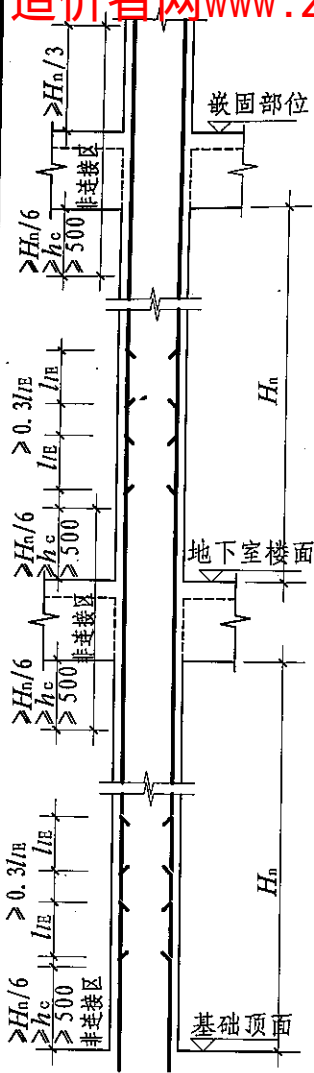 造价者网www.z
≥Hn/3
嵌固部位
非连接区
≥Hn/6
≥hc
≥500
Hn
llE
≥0.3llE
llE
≥Hn/6
≥hc
≥500
地下室楼面
非连接区
≥Hn/6
≥hc
≥500
Hn
llE
≥0.3llE
llE
≥Hn/6
≥hc
≥500
非连接区
基础顶面